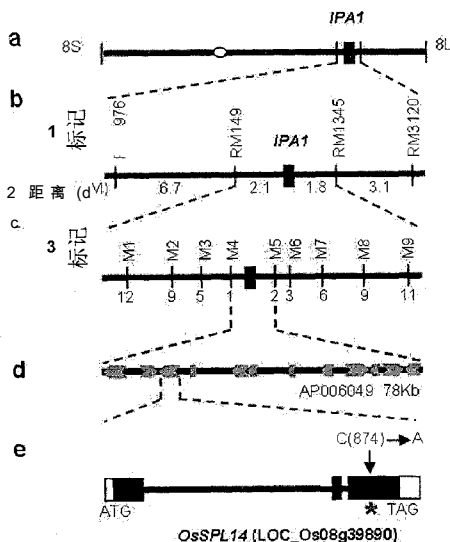 IPA1
a 8S 8L
b
1 标记 976 RM149 IPA1 RM1345 RM3120
2 距离 6.7 2.1 1.8 3.1
c
3 标记 M1 M2 M3 M4 M5 M6 M7 M8 M9
12 9 5 1 2 3 6 9 11
d
AP006049 78Kb
C(874) → A
e
ATG * TAG
OsSPL14 (LOC_Os08g39890)